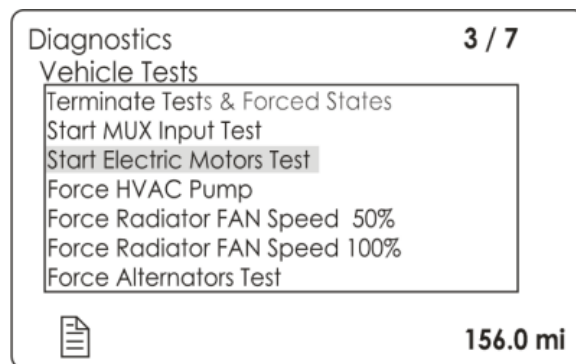 Diagnostics 3 / 7
Vehicle Tests
Terminate Tests & Forced States
Start MUX Input Test
Start Electric Motors Test
Force HVAC Pump
Force Radiator FAN Speed 50%
Force Radiator FAN Speed 100%
Force Alternators Test
156.0 mi